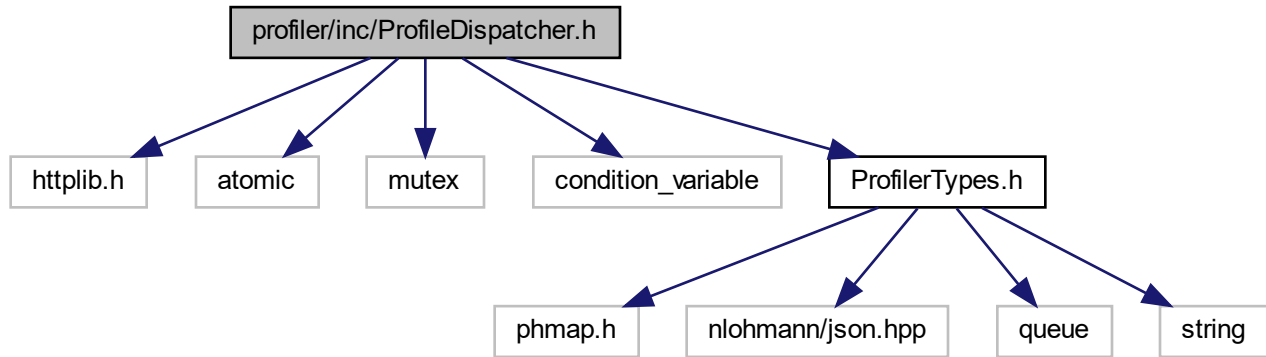 profiler/inc/ProfileDispatcher.h
httplib.h
atomic
mutex
condition_variable
ProfilerTypes.h
phmap.h
nlohmann/json.hpp
queue
string